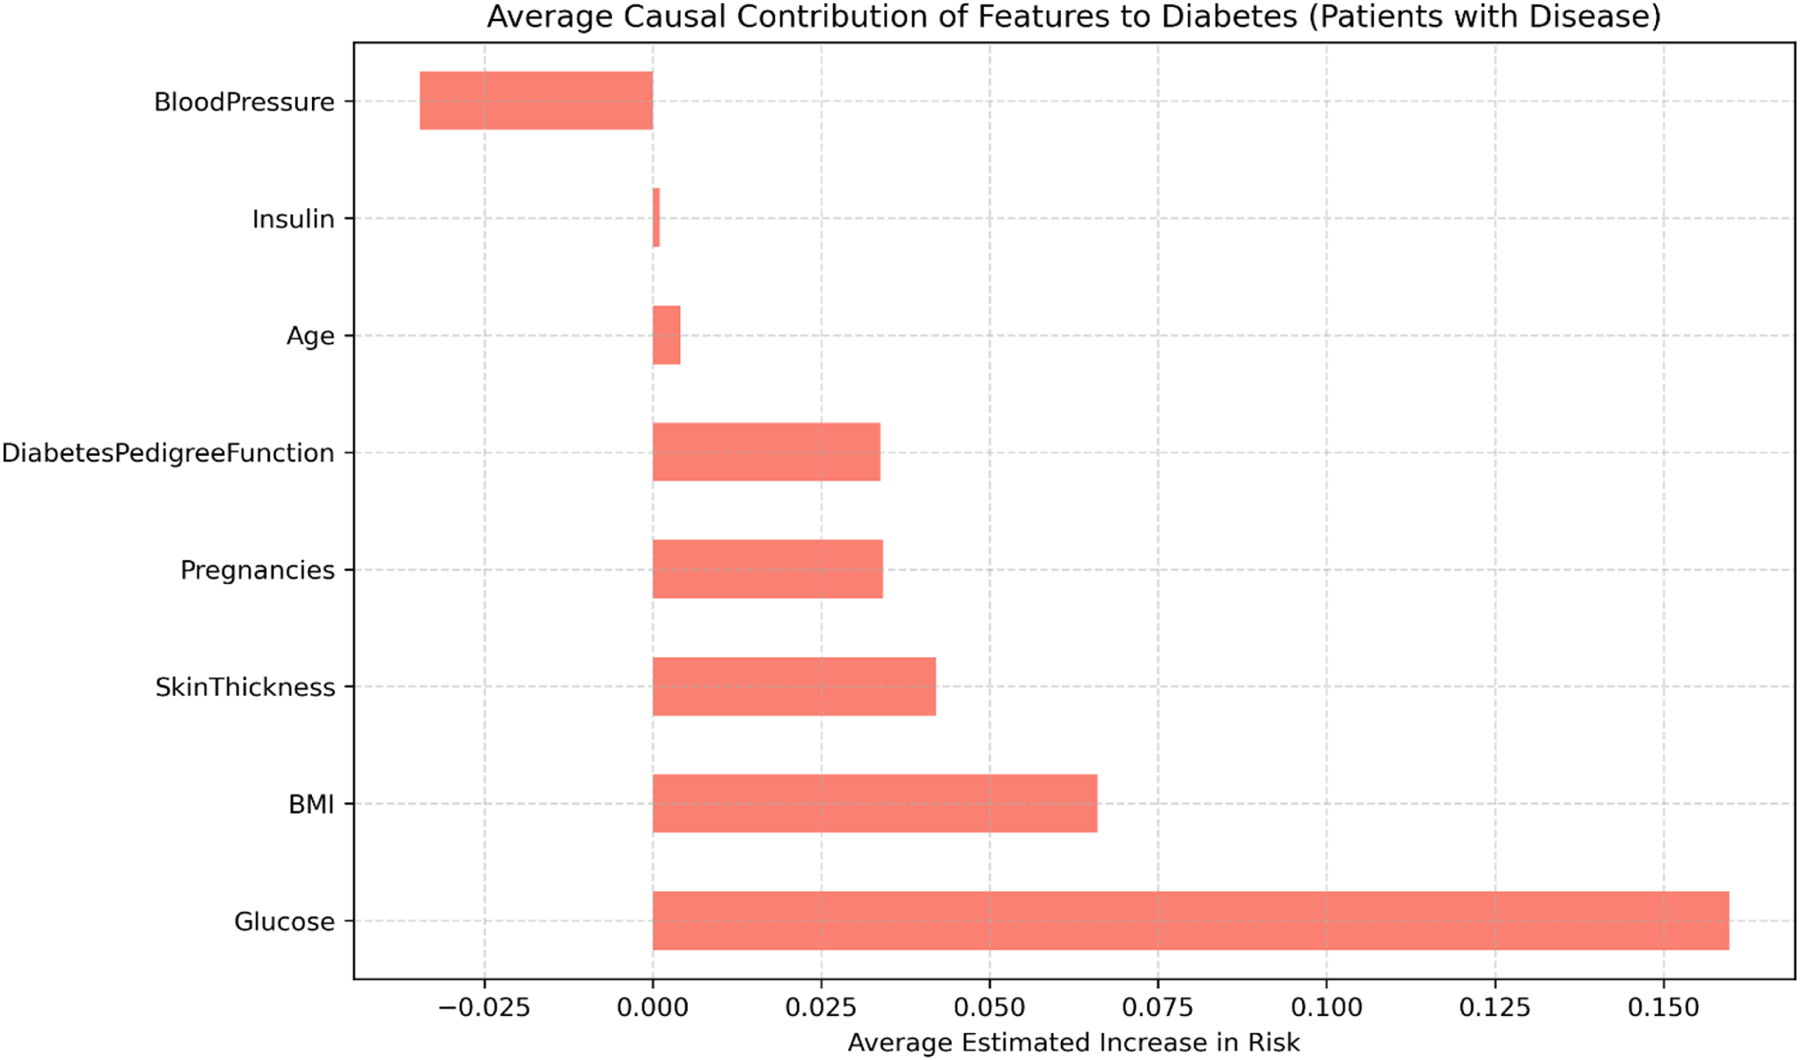 Average Causal Contribution of Features to Diabetes (Patients with Disease)
BloodPressure
Insulin
Age
DiabetesPedigreeFunction
Pregnancies
SkinThickness
BMI
Glucose
−0.025 0.000 0.025 0.050 0.075 0.100 0.125 0.150
Average Estimated Increase in Risk